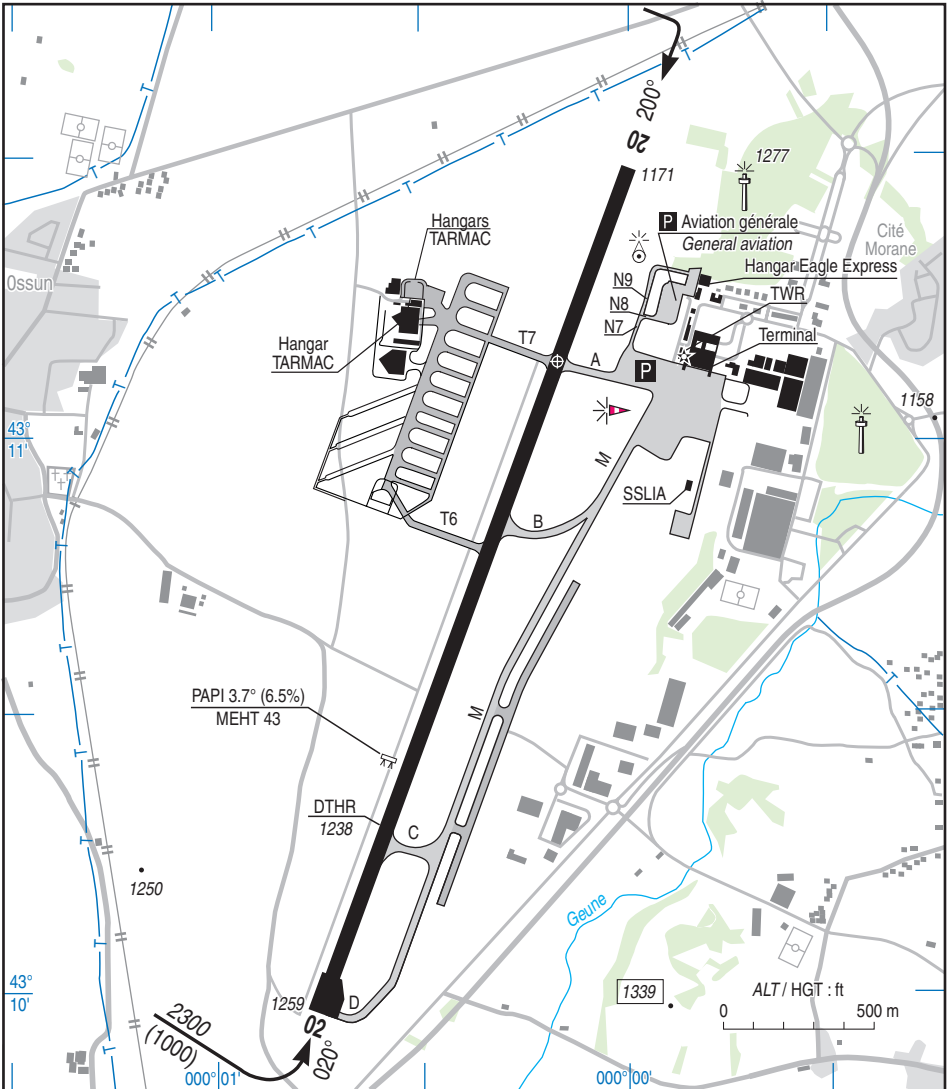 200°
20
1171
1277
P Aviation générale
General aviation
Cité
Morane
Hangars
TARMAC
Ossun
Hangar Eagle Express
N9
TWR
N8
N7
Terminal
T7
A
P
Hangar
TARMAC
1158
43°
11'
M
SSLIA
T6
B
PAPI 3.7° (6.5%)
MEHT 43
M
DTHR
1238
C
1250
Geune
43°
10'
1259
D
1339
ALT / HGT : ft
0 500 m
02
020°
2300
(1000)
000° 01'
000° 00'
T
T
T
T
T
T
T
T
T
T
T
T